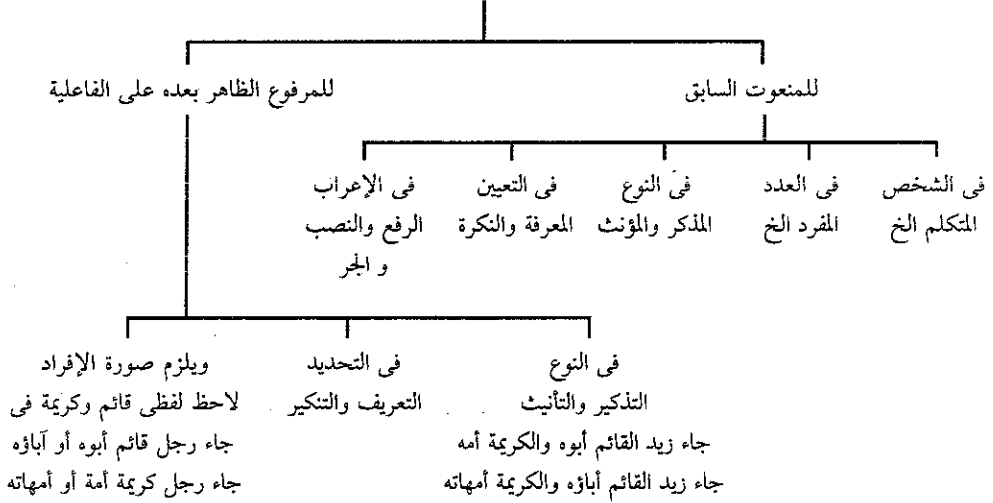 للمنعوت السابق
للمرفوع الظاهر بعده على الفاعلية
فى الشخص
المتكلم الخ
فى العدد
المفرد الخ
فى النوع
المذكر والمؤنث
فى التعيين
المعرفة والنكرة
فى الإعراب
الرفع والنصب
و الجر
فى النوع
التذكير والتأنيث
جاء زيد القائم أبوه والكريمة أمه
جاء زيد القائم أباؤه والكريمة أمهاته
فى التحديد
التعريف والتنكير
ويلزم صورة الإفراد
لاحظ لفظى قائم وكريمة فى
جاء رجل قائم أبوه أو آباؤه
جاء رجل كريمة أمة أو أمهاته